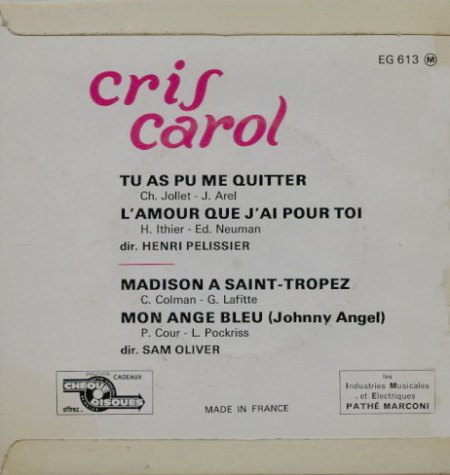 EG 613 M
cris
carol
TU AS PU ME QUITTER
Ch. Jollet - J. Arel
L'AMOUR QUE J'AI POUR TOI
H. Ithier - Ed. Neuman
dir. HENRI PELISSIER
MADISON A SAINT-TROPEZ
C. Colman - G. Lafitte
MON ANGE BLEU (Johnny Angel)
P. Cour - L. Pockriss
dir. SAM OLIVER
CADEAUX
CHEQUE
DISQUES
offrez...
MADE IN FRANCE
les
Industries Musicales
et Electriques
PATHÉ MARCONI